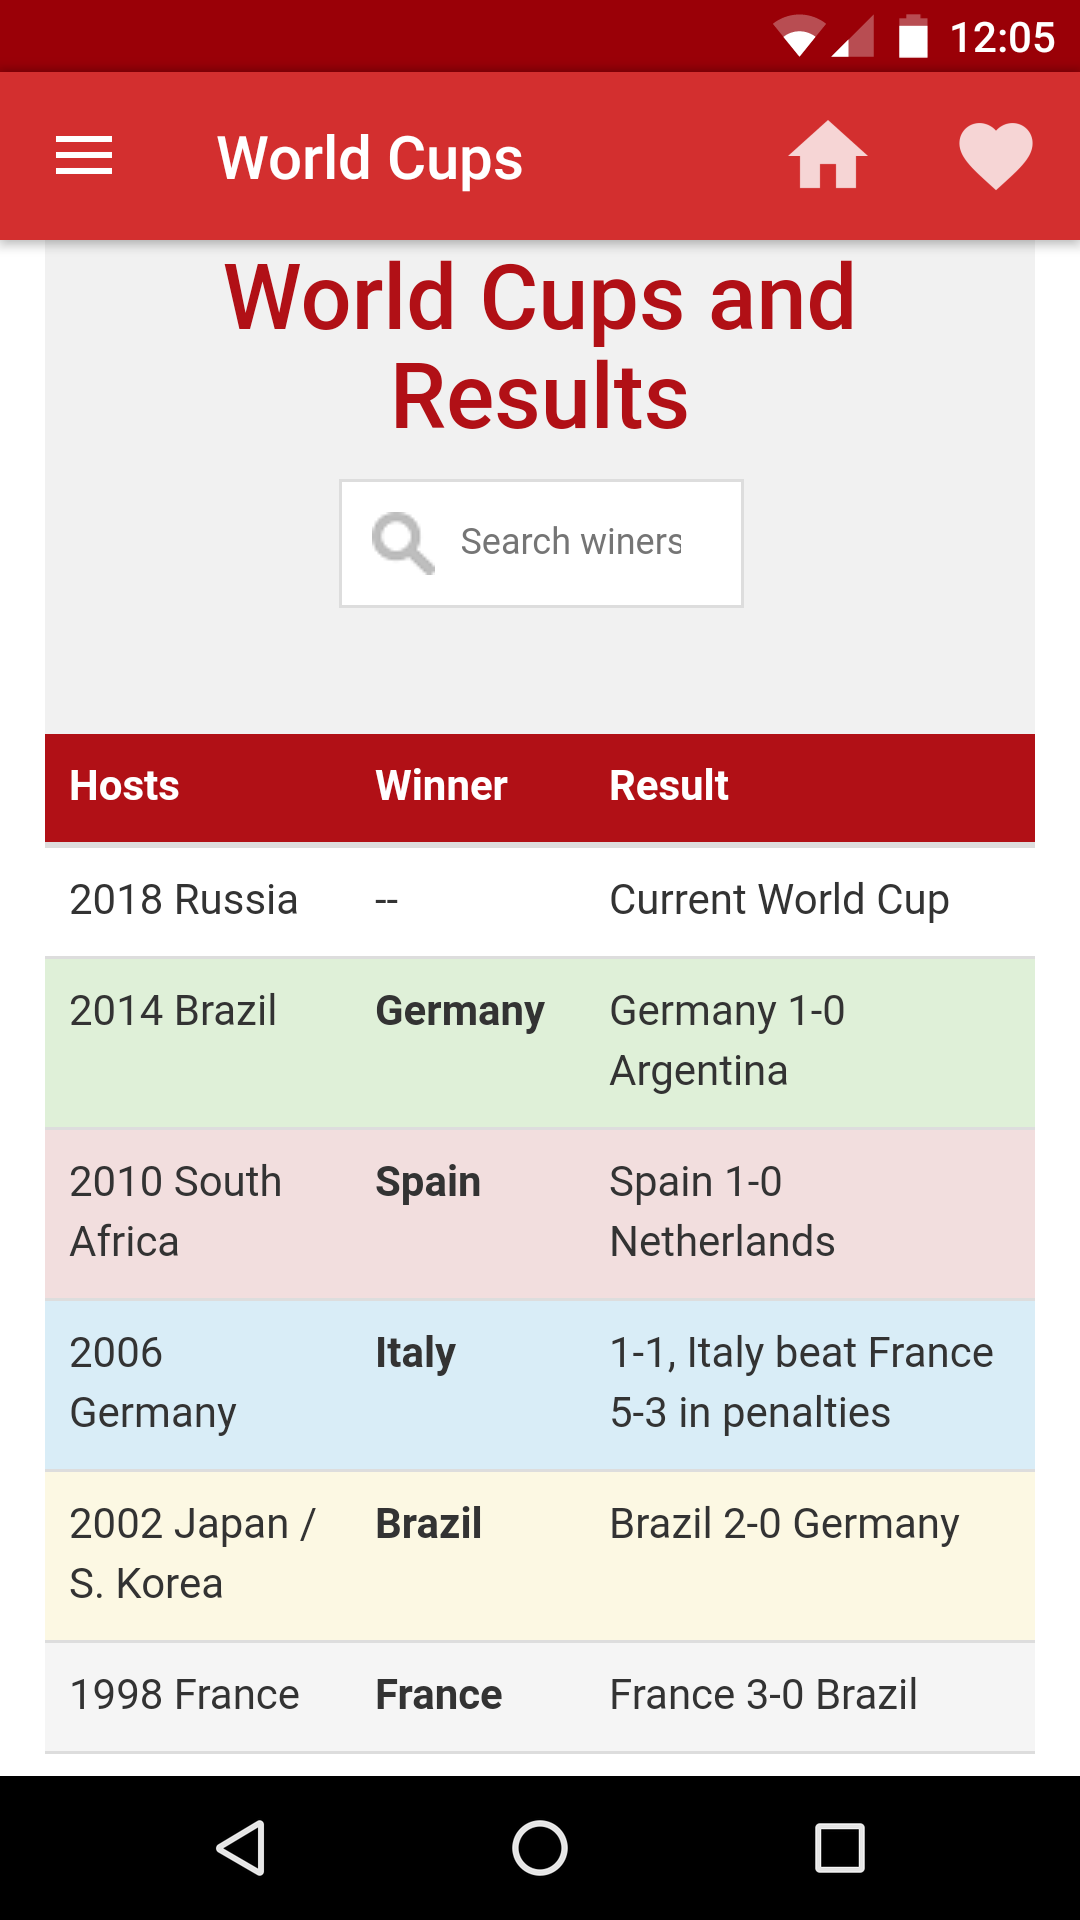 12:05
World Cups
World Cups and
Results
Search winers
Hosts Winner Result
2018 Russia -- Current World Cup
2014 Brazil Germany Germany 1-0
Argentina
2010 South Spain Spain 1-0
Africa Netherlands
2006 Italy 1-1, Italy beat France
Germany 5-3 in penalties
2002 Japan / Brazil Brazil 2-0 Germany
S. Korea
1998 France France France 3-0 Brazil